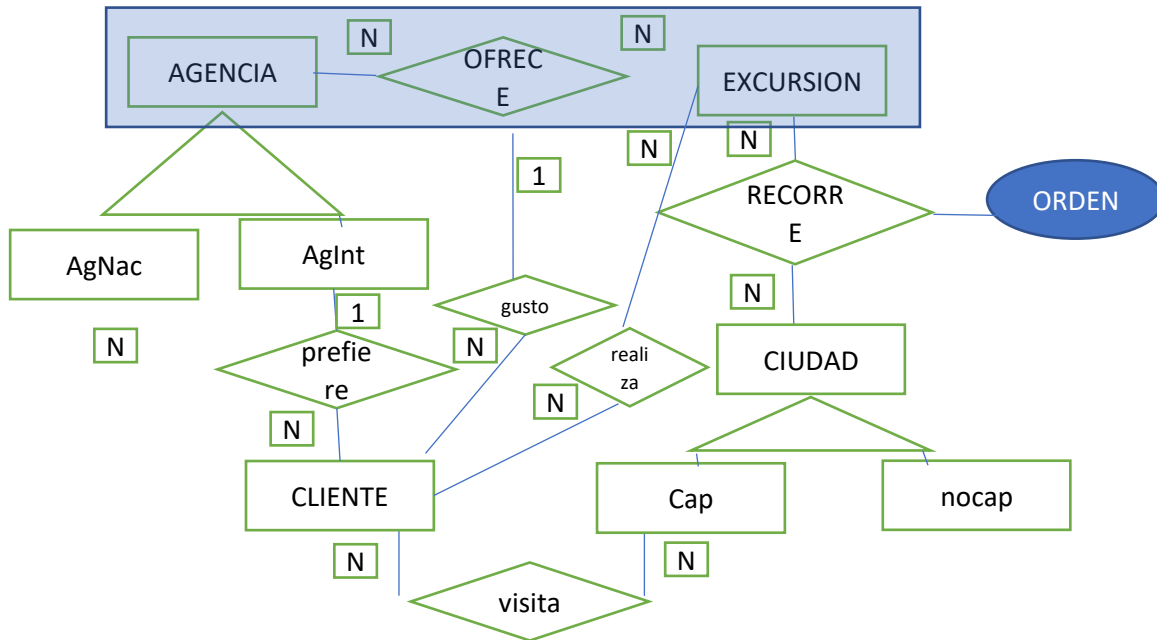 N
N
AGENCIA
OFREC
E
EXCURSION
N
N
1
RECORR
E
ORDEN
AgNac
AgInt
N
1
gusto
N
N
prefie
re
reali
za
CIUDAD
N
N
CLIENTE
Cap
nocap
N
N
visita